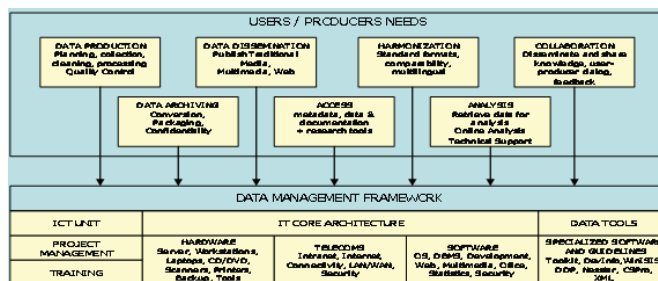 USERS / PRODUCERS NEEDS
DATA PRODUCTION
Planning, collection,
cleaning, processing
Quality Control
DATA DISSEMINATION
Publish Traditional
Media,
Multimedia, Web
HARMONIZATION
Standard formats,
compatibility,
multilingual
COLLABORATION
Disseminate and share
knowledge, user-
producer dialog,
feedback
DATA ARCHIVING
Conversion,
Packaging,
Confidentiality
ACCESS
metadata, data &
documentation
+ research tools
ANALYSIS
Retrieve data for
analysis
Online Analysis
Technical Support
DATA MANAGEMENT FRAMEWORK
ICT UNIT
IT CORE ARCHITECTURE
DATA TOOLS
PROJECT
MANAGEMENT
TRAINING
HARDWARE
Server, Workstations,
Laptops, CD/DVD,
Scanners, Printers,
Backup, Tools
TELECOMS
Intranet, Internet,
Connectivity, LAN/WAN,
Security
SOFTWARE
OS, DBMS, Development,
Web, Multimedia, Office,
Statistics, Security
SPECIALIZED SOFTWARE
AND GUIDELINES
Toolkit, DevInfo, WinISIS
DDP, Nesstar, CSPro,
XML